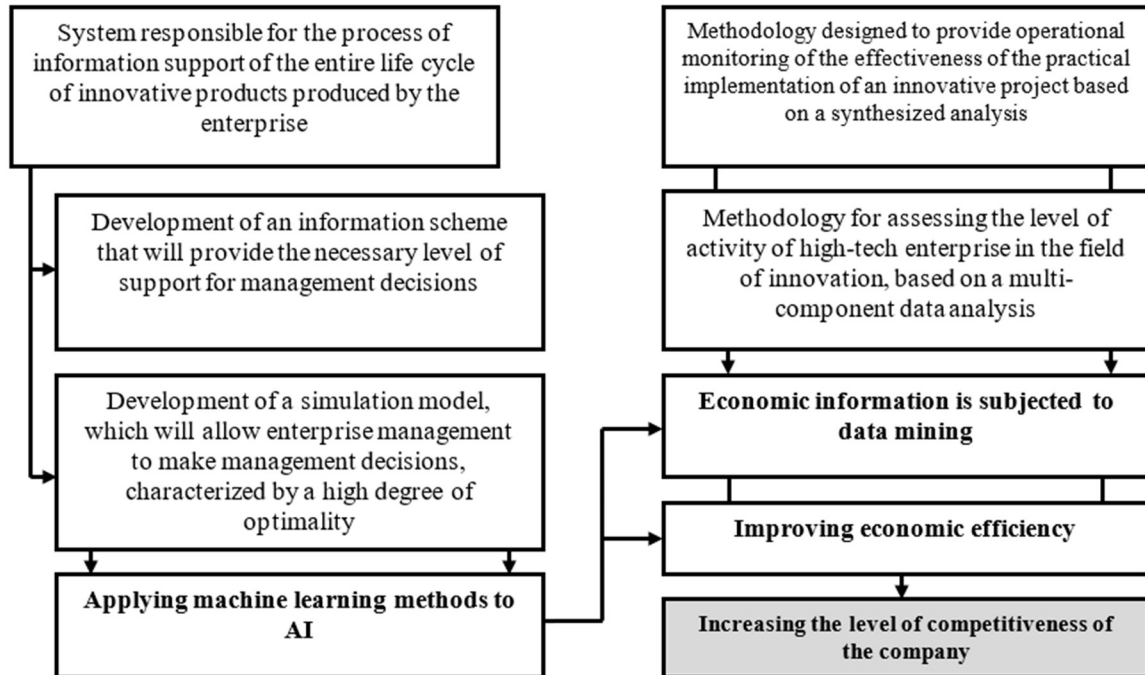 System responsible for the process of
information support of the entire life cycle
of innovative products produced by the
enterprise
Development of an information scheme
that will provide the necessary level of
support for management decisions
Development of a simulation model,
which will allow enterprise management
to make management decisions,
characterized by a high degree of
optimality
Applying machine learning methods to
AI
Methodology designed to provide operational
monitoring of the effectiveness of the practical
implementation of an innovative project based
on a synthesized analysis
Methodology for assessing the level of
activity of high-tech enterprise in the field
of innovation, based on a multi-
component data analysis
Economic information is subjected to
data mining
Improving economic efficiency
Increasing the level of competitiveness of
the company